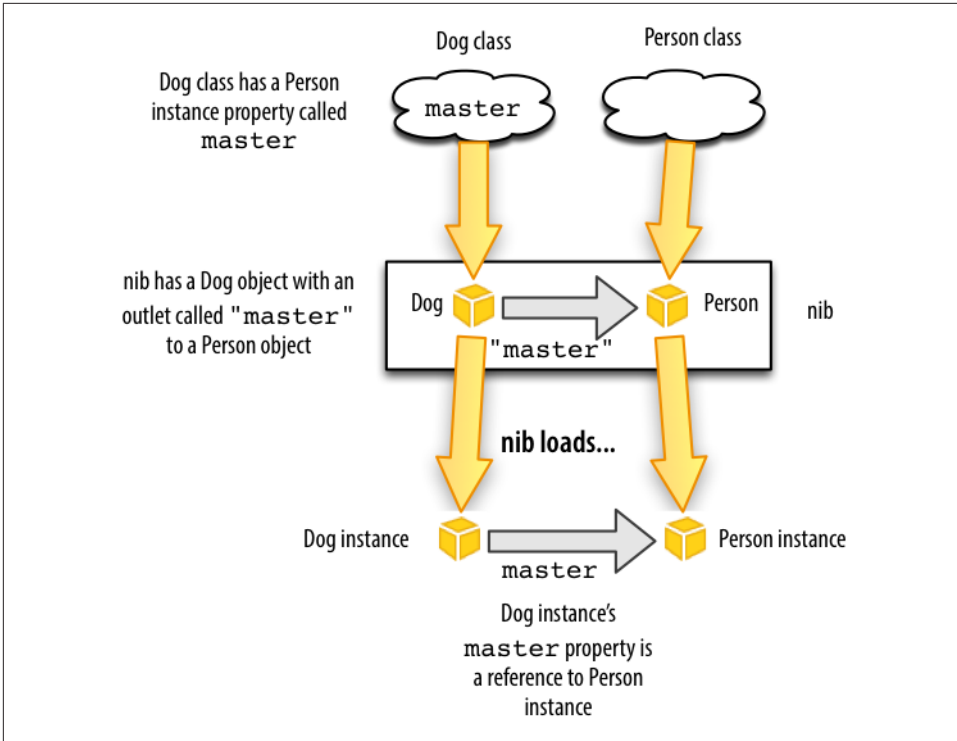 Dog class
Person class
Dog class has a Person
instance property called
master
master
nib has a Dog object with an
outlet called "master"
to a Person object
Dog
Person
"master"
nib
nib loads...
Dog instance
Person instance
master
Dog instance’s
master property is
a reference to Person
instance